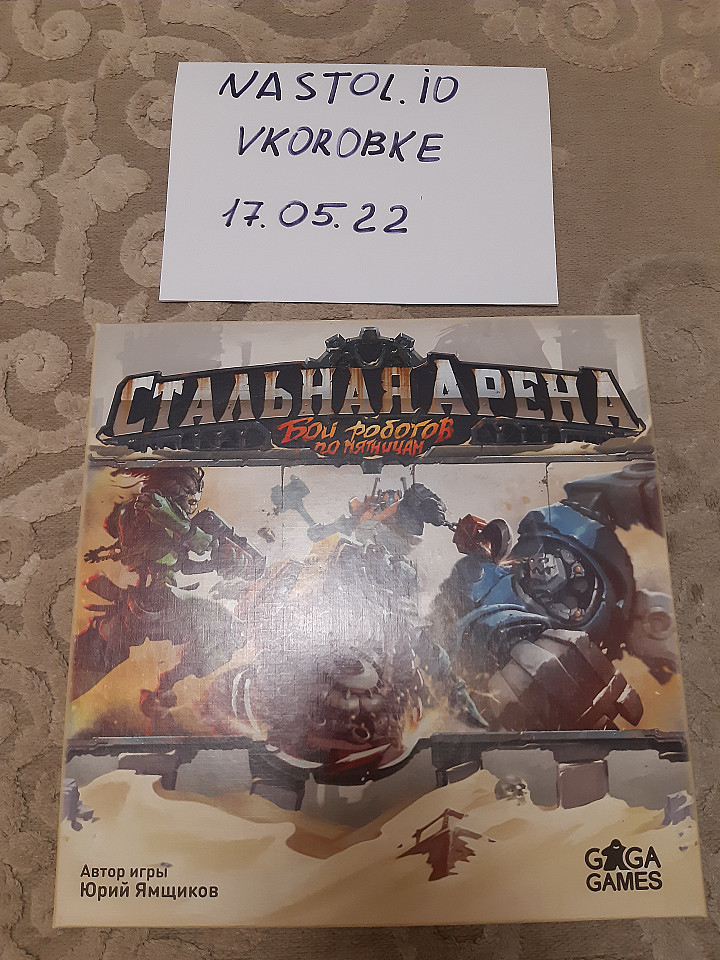 NASTOL.IO
VKOROBKE
17.05.22
СТАЛЬНАЯ АРЕНА
Бои роботов
по пятницам
Автор игры
Юрий Ямщиков
GAGA
GAMES